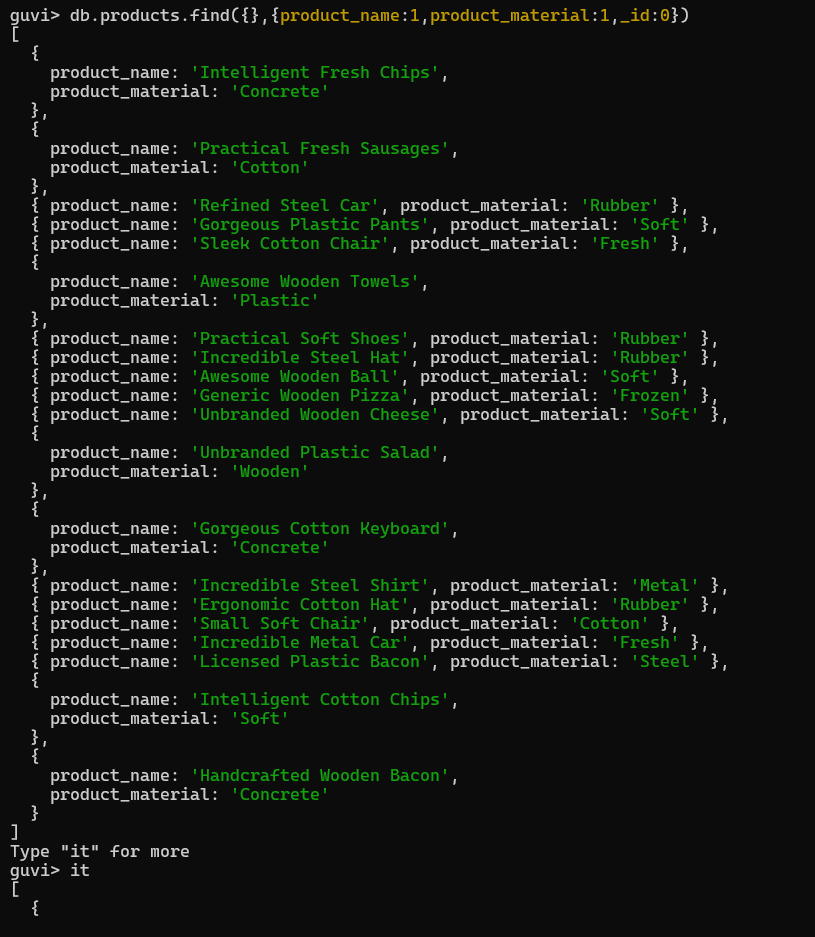 guvi> db.products.find({},{product_name:1,product_material:1,_id:0})
[
  {
    product_name: 'Intelligent Fresh Chips',
    product_material: 'Concrete'
  },
  {
    product_name: 'Practical Fresh Sausages',
    product_material: 'Cotton'
  },
  { product_name: 'Refined Steel Car', product_material: 'Rubber' },
  { product_name: 'Gorgeous Plastic Pants', product_material: 'Soft' },
  { product_name: 'Sleek Cotton Chair', product_material: 'Fresh' },
  {
    product_name: 'Awesome Wooden Towels',
    product_material: 'Plastic'
  },
  { product_name: 'Practical Soft Shoes', product_material: 'Rubber' },
  { product_name: 'Incredible Steel Hat', product_material: 'Rubber' },
  { product_name: 'Awesome Wooden Ball', product_material: 'Soft' },
  { product_name: 'Generic Wooden Pizza', product_material: 'Frozen' },
  { product_name: 'Unbranded Wooden Cheese', product_material: 'Soft' },
  {
    product_name: 'Unbranded Plastic Salad',
    product_material: 'Wooden'
  },
  {
    product_name: 'Gorgeous Cotton Keyboard',
    product_material: 'Concrete'
  },
  { product_name: 'Incredible Steel Shirt', product_material: 'Metal' },
  { product_name: 'Ergonomic Cotton Hat', product_material: 'Rubber' },
  { product_name: 'Small Soft Chair', product_material: 'Cotton' },
  { product_name: 'Incredible Metal Car', product_material: 'Fresh' },
  { product_name: 'Licensed Plastic Bacon', product_material: 'Steel' },
  {
    product_name: 'Intelligent Cotton Chips',
    product_material: 'Soft'
  },
  {
    product_name: 'Handcrafted Wooden Bacon',
    product_material: 'Concrete'
  }
]
Type "it" for more
guvi> it
[
  {